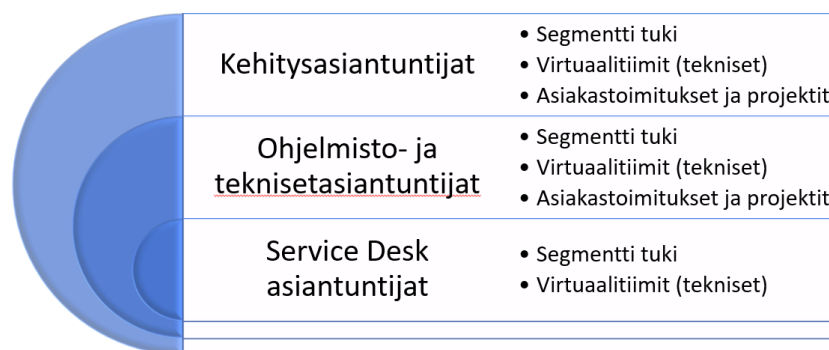 Kehitysasiantuntijat
• Segmentti tuki
• Virtuaalitiimit (tekniset)
• Asiakastoimitukset ja projektit
Ohjelmisto- ja
teknisetasiantuntijat
• Segmentti tuki
• Virtuaalitiimit (tekniset)
• Asiakastoimitukset ja projektit
Service Desk
asiantuntijat
• Segmentti tuki
• Virtuaalitiimit (tekniset)